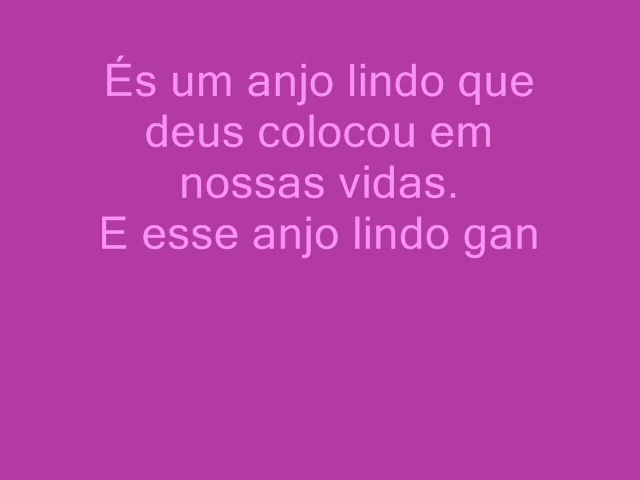 És um anjo lindo que
deus colocou em
nossas vidas.
E esse anjo lindo gan